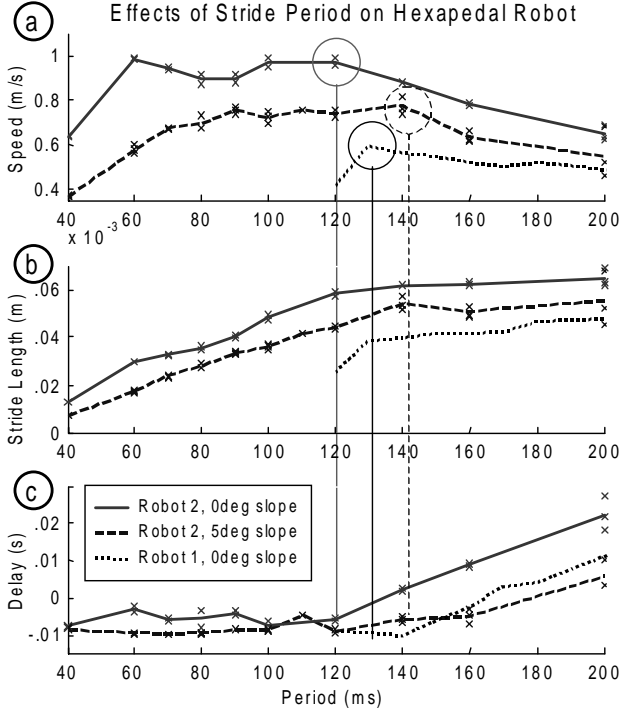 Effects of Stride Period on Hexapedal Robot
a
Speed (m/s)
1
0.8
0.6
0.4
40 60 80 100 120 140 160 180 200
x 10^-3
b
Stride Length (m)
.06
.04
.02
0
40 60 80 100 120 140 160 180 200
c
Delay (s)
.02
.01
0
-.01
Robot 2, 0deg slope
Robot 2, 5deg slope
Robot 1, 0deg slope
40 60 80 100 120 140 160 180 200
Period (ms)